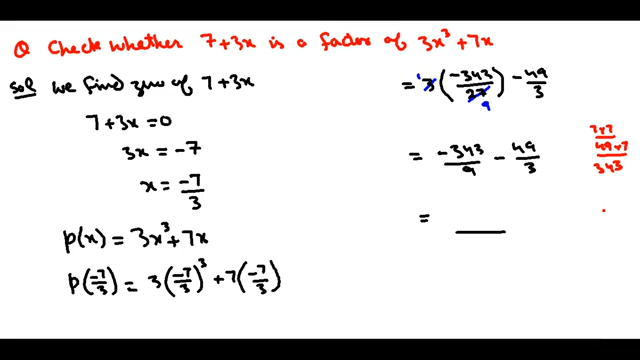 Q Check whether 7+3x is a factor of 3x³+7x
Sol We find zero of 7+3x
7+3x=0
3x = -7
x = -7/3
p(x) = 3x³+7x
p(-7/3) = 3(-7/3)³ + 7(-7/3)
= 3(-343/27) - 49/3
1
9
= -343/9 - 49/3
=
7×7
49×7
343